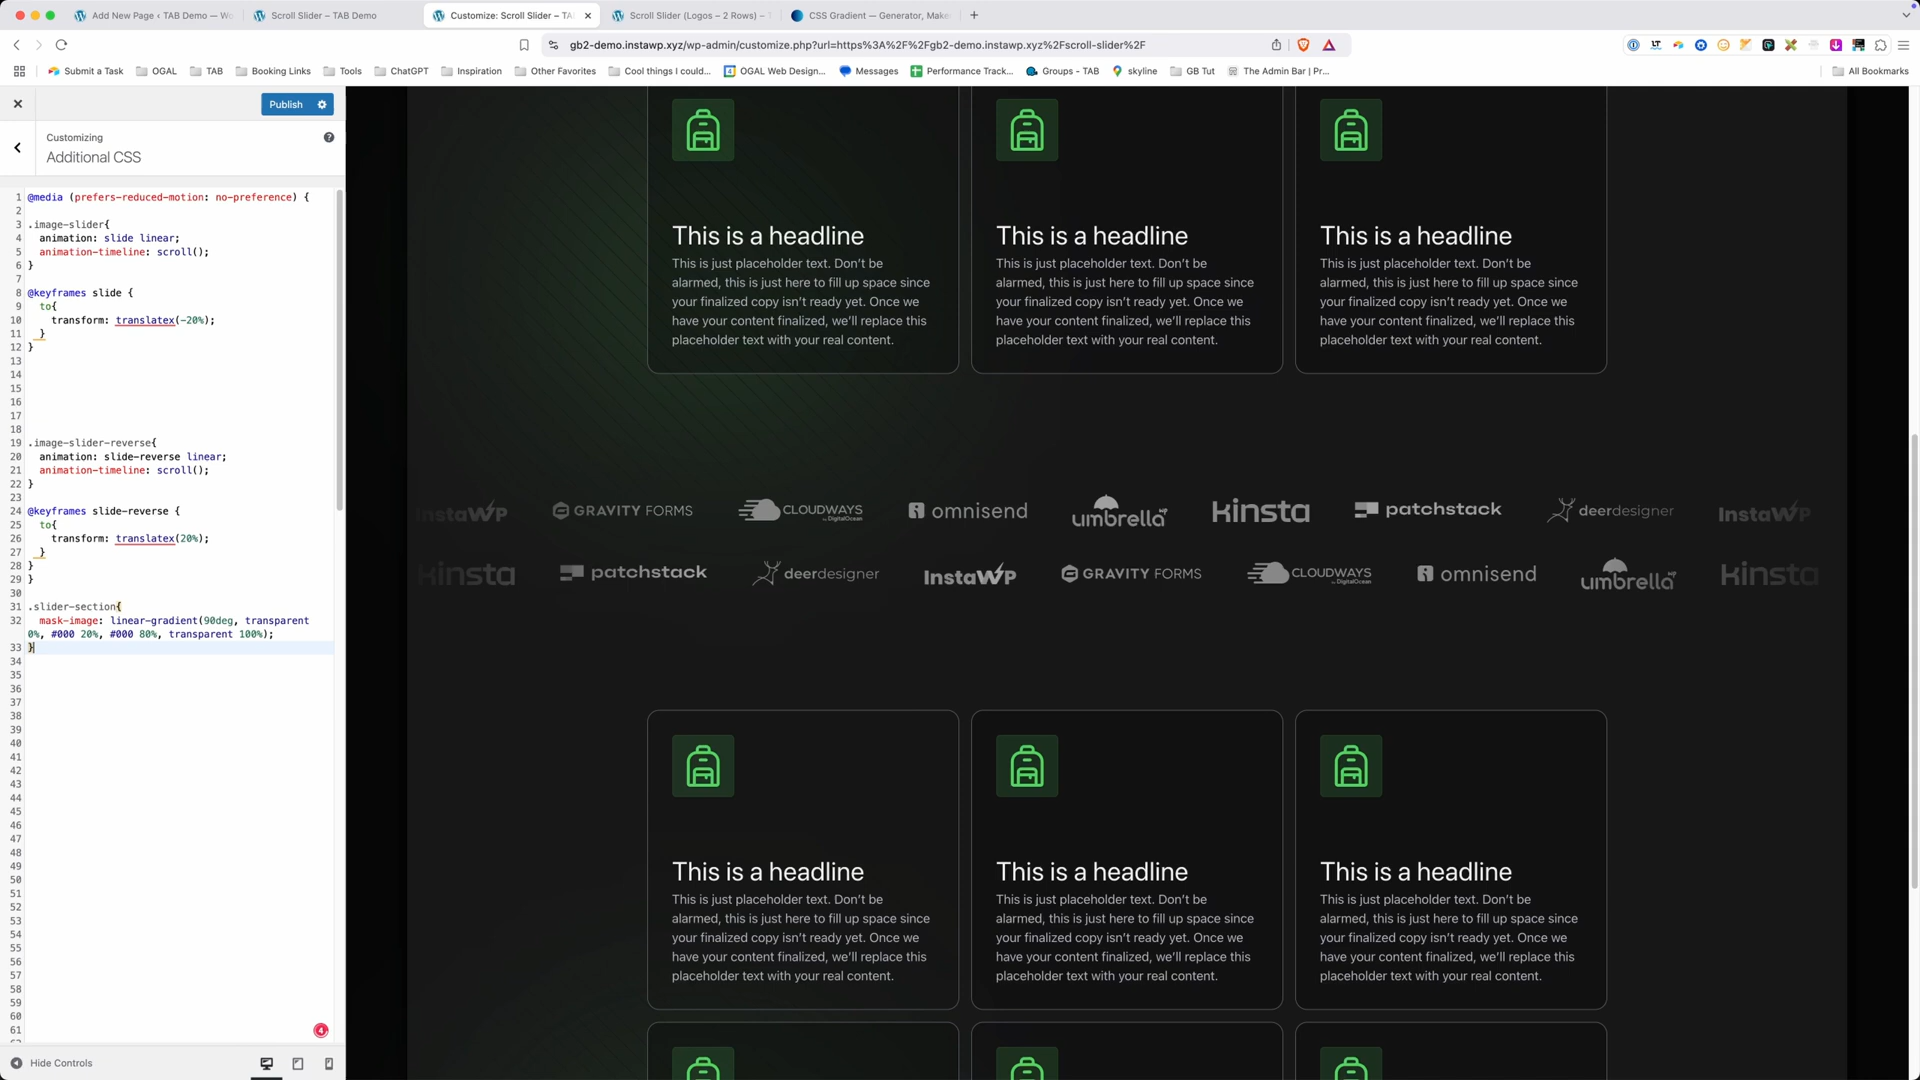 Add New Page ‹ TAB Demo — Wo
Scroll Slider – TAB Demo
Customize: Scroll Slider – TA
Scroll Slider (Logos – 2 Rows) –
CSS Gradient — Generator, Make
gb2-demo.instawp.xyz/wp-admin/customize.php?url=https%3A%2F%2Fgb2-demo.instawp.xyz%2Fscroll-slider%2F
Submit a Task
OGAL
TAB
Booking Links
Tools
ChatGPT
Inspiration
Other Favorites
Cool things I could...
OGAL Web Design...
Messages
Performance Track...
Groups - TAB
skyline
GB Tut
The Admin Bar | Pr...
All Bookmarks
Publish
Customizing
Additional CSS
1 @media (prefers-reduced-motion: no-preference) {
2
3 .image-slider{
4 animation: slide linear;
5 animation-timeline: scroll();
6 }
7
8 @keyframes slide {
9 to{
10 transform: translatex(-20%);
11 }
12 }
13
14
15
16
17
18
19 .image-slider-reverse{
20 animation: slide-reverse linear;
21 animation-timeline: scroll();
22 }
23
24 @keyframes slide-reverse {
25 to{
26 transform: translatex(20%);
27 }
28 }
29 }
30
31 .slider-section{
32 mask-image: linear-gradient(90deg, transparent
0%, #000 20%, #000 80%, transparent 100%);
33 }
34
35
36
37
38
39
40
41
42
43
44
45
46
47
48
49
50
51
52
53
54
55
56
57
58
59
60
61
4
Hide Controls
This is a headline
This is just placeholder text. Don't be
alarmed, this is just here to fill up space since
your finalized copy isn't ready yet. Once we
have your content finalized, we'll replace this
placeholder text with your real content.
This is a headline
This is just placeholder text. Don't be
alarmed, this is just here to fill up space since
your finalized copy isn't ready yet. Once we
have your content finalized, we'll replace this
placeholder text with your real content.
This is a headline
This is just placeholder text. Don't be
alarmed, this is just here to fill up space since
your finalized copy isn't ready yet. Once we
have your content finalized, we'll replace this
placeholder text with your real content.
InstaWP GRAVITY FORMS CLOUDWAYS by DigitalOcean omnisend umbrella WP Kinsta patchstack deerdesigner InstaWP
Kinsta patchstack deerdesigner InstaWP GRAVITY FORMS CLOUDWAYS by DigitalOcean omnisend umbrella WP Kinsta
This is a headline
This is just placeholder text. Don't be
alarmed, this is just here to fill up space since
your finalized copy isn't ready yet. Once we
have your content finalized, we'll replace this
placeholder text with your real content.
This is a headline
This is just placeholder text. Don't be
alarmed, this is just here to fill up space since
your finalized copy isn't ready yet. Once we
have your content finalized, we'll replace this
placeholder text with your real content.
This is a headline
This is just placeholder text. Don't be
alarmed, this is just here to fill up space since
your finalized copy isn't ready yet. Once we
have your content finalized, we'll replace this
placeholder text with your real content.